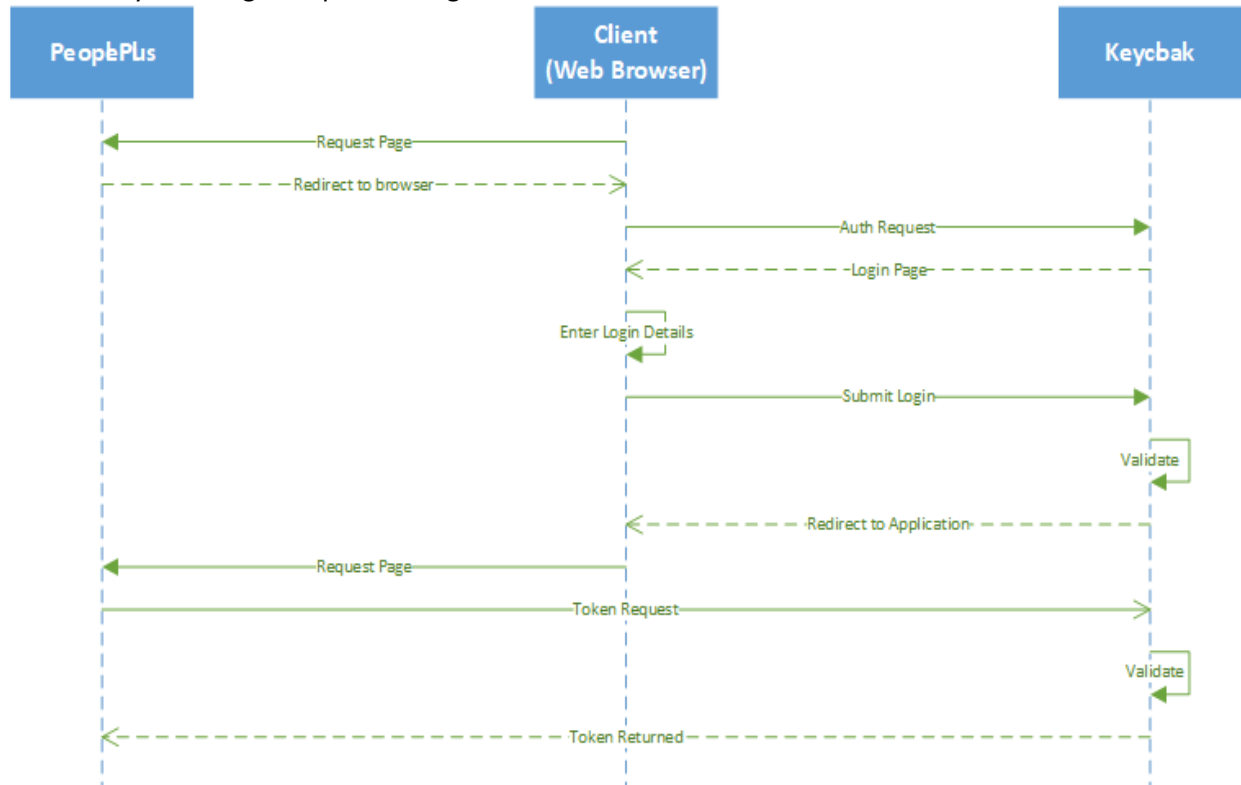 PeoplePlus
Client
(Web Browser)
Keycbak
Request Page
Redirect to browser
Auth Request
Login Page
Enter Login Details
Submit Login
Validate
Redirect to Application
Request Page
Token Request
Validate
Token Returned